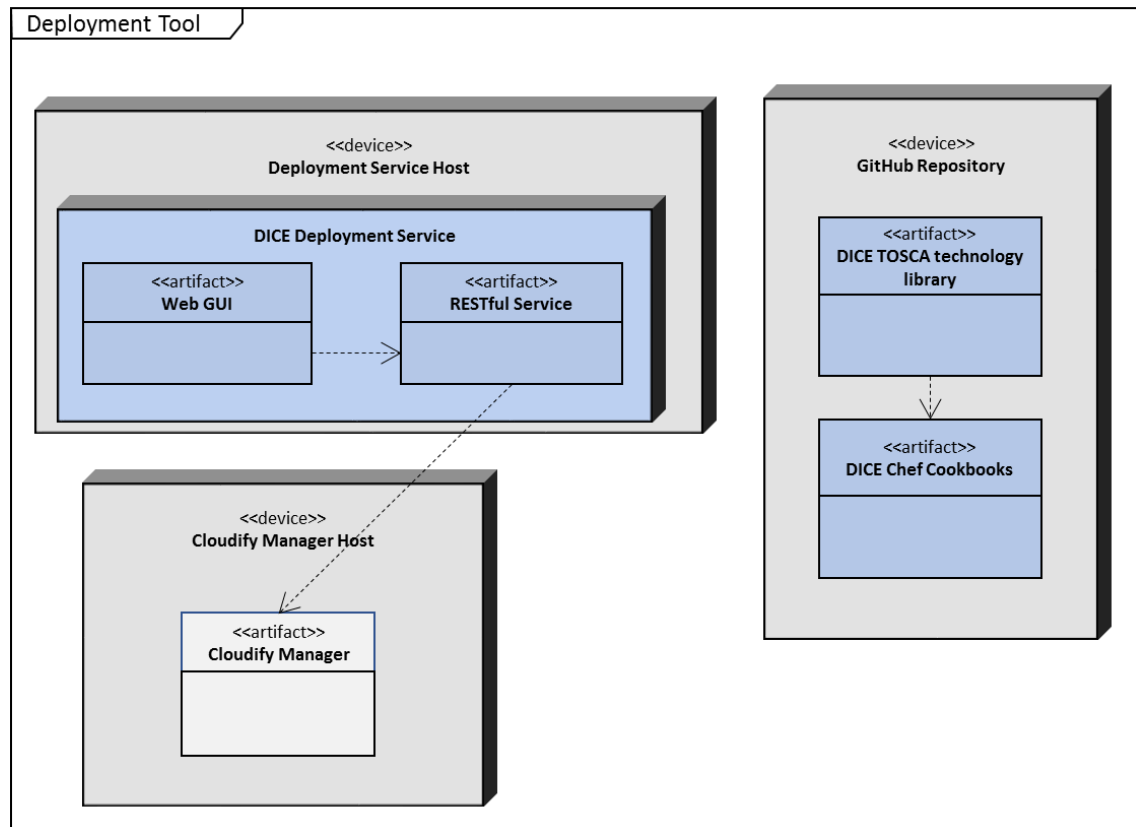 Deployment Tool
<<device>>
Deployment Service Host
DICE Deployment Service
<<artifact>>
Web GUI
<<artifact>>
RESTful Service
<<device>>
GitHub Repository
<<artifact>>
DICE TOSCA technology
library
<<artifact>>
DICE Chef Cookbooks
<<device>>
Cloudify Manager Host
<<artifact>>
Cloudify Manager